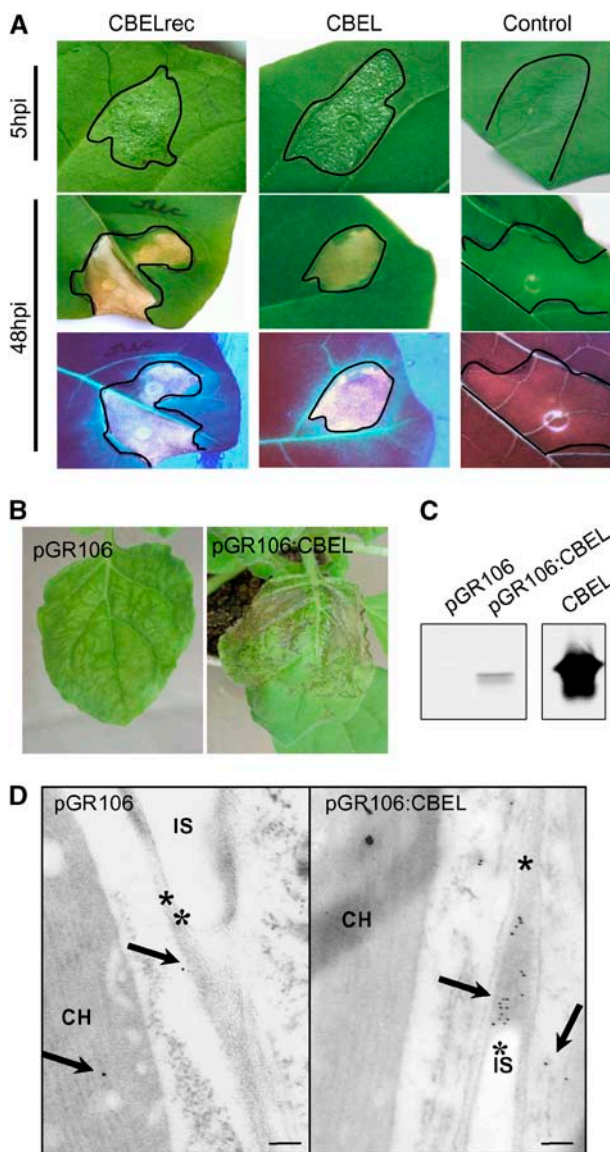 A
CBELrec CBEL Control
5hpi
48hpi
B
pGR106 pGR106:CBEL
C
pGR106 pGR106:CBEL CBEL
D
pGR106 pGR106:CBEL
IS
*
*
*
CH
CH
*
IS